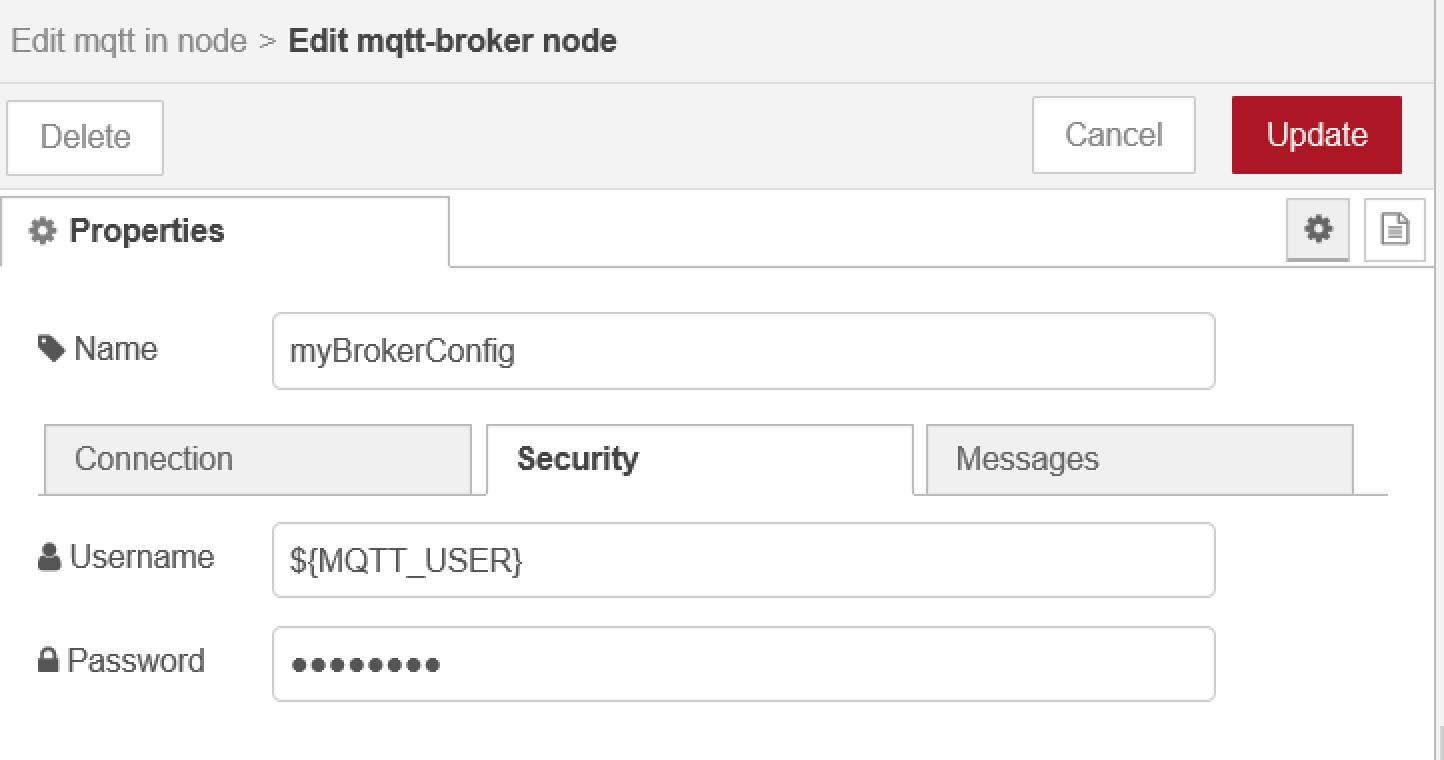 Edit mqtt in node > Edit mqtt-broker node
Delete
Cancel
Update
Properties
Name
myBrokerConfig
Connection
Security
Messages
Username
${MQTT_USER}
Password
••••••••